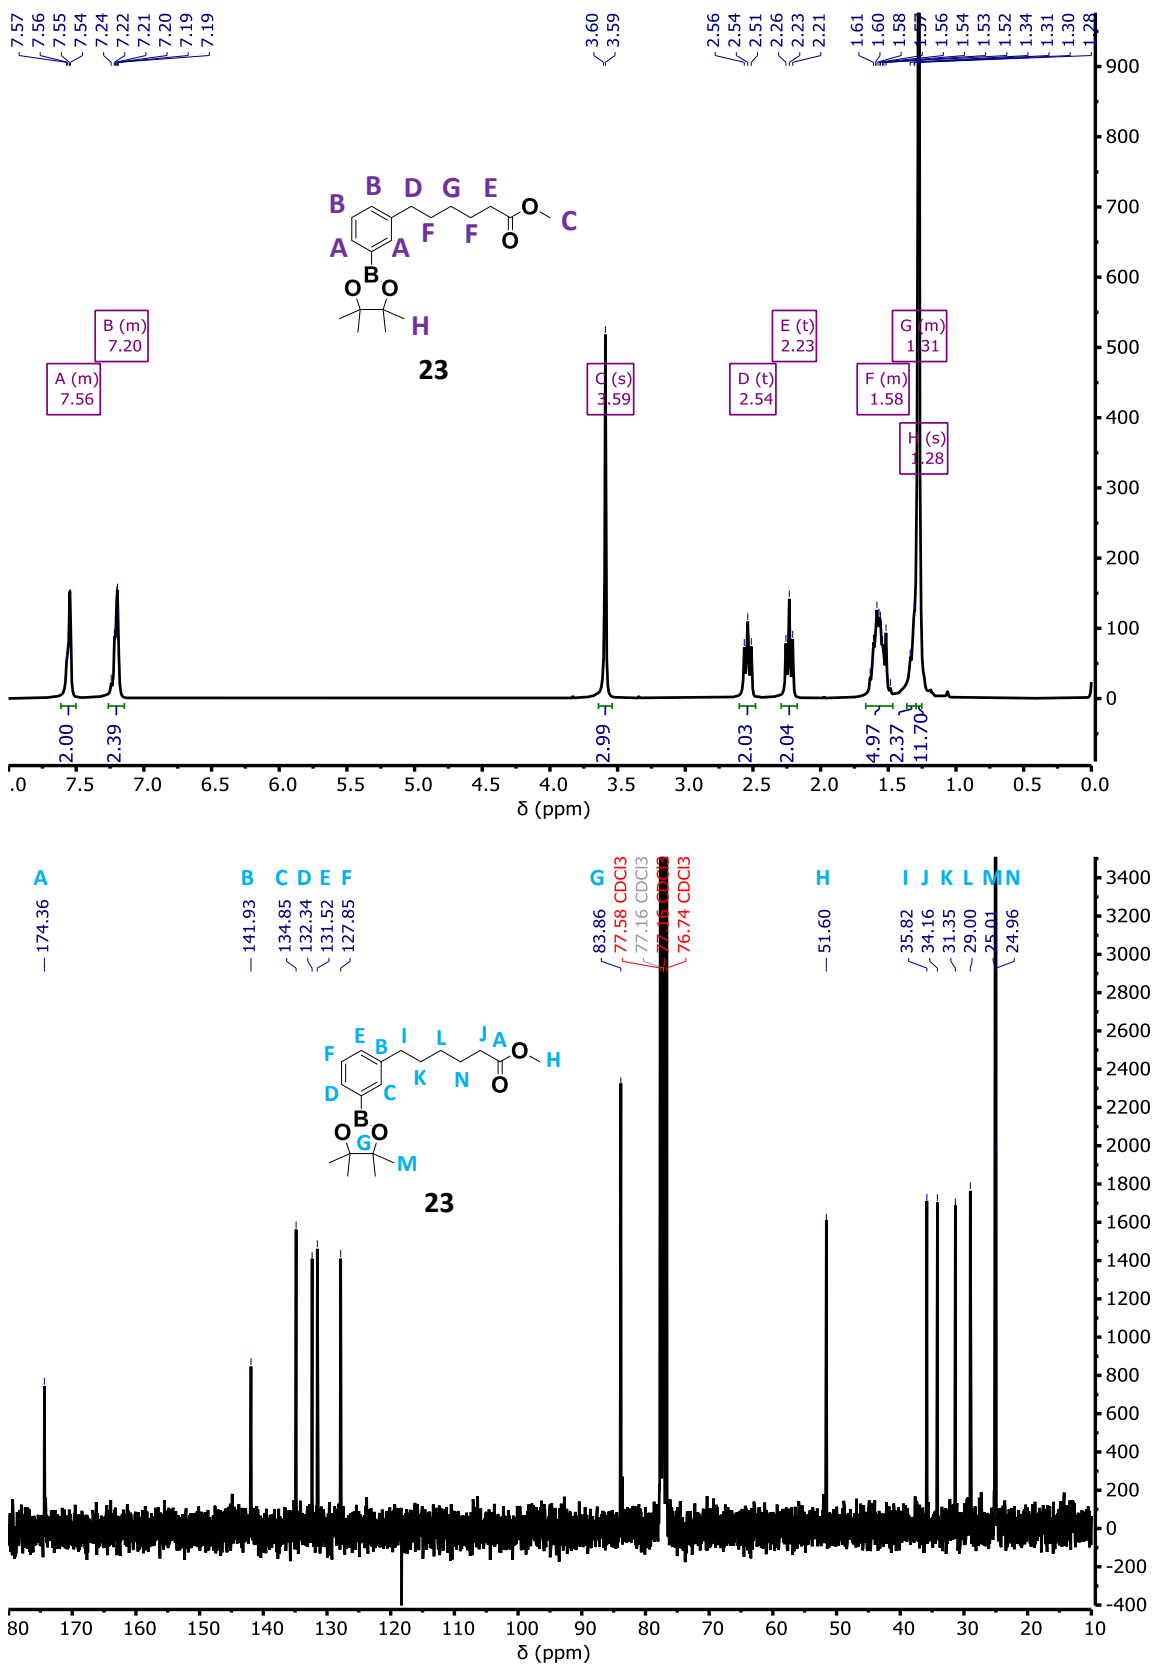 7.57 7.56 7.55 7.54 7.24 7.22 7.21 7.20 7.19 7.19 3.60 3.59 2.56 2.54 2.51 2.26 2.23 2.21 1.61 1.60 1.58 1.57 1.56 1.54 1.53 1.52 1.34 1.31 1.30 1.28
900
800
700
600
500
400
300
200
100
0
B B D G E
F F
O
O
C
A A
B
O O
H
23
B (m)
7.20
E (t)
2.23
G (m)
1.31
A (m)
7.56
C (s)
3.59
D (t)
2.54
F (m)
1.58
H (s)
1.28
2.00 2.39 2.99 2.03 2.04 4.97 2.37 11.70
.0 7.5 7.0 6.5 6.0 5.5 5.0 4.5 4.0 3.5 3.0 2.5 2.0 1.5 1.0 0.5 0.0
δ (ppm)
A B C D E F G H I J K L M N
174.36 141.93 134.85 132.34 131.52 127.85 83.86 77.58 CDCl3 77.16 CDCl3 77.16 CDCl3 76.74 CDCl3 51.60 35.82 34.16 31.35 29.00 25.01 24.96
3400
3200
3000
2800
2600
2400
2200
2000
1800
1600
1400
1200
1000
800
600
400
200
0
-200
-400
E B I L J A
F K N
O
O
H
D C
B
O O
G
M
23
80 170 160 150 140 130 120 110 100 90 80 70 60 50 40 30 20 10
δ (ppm)